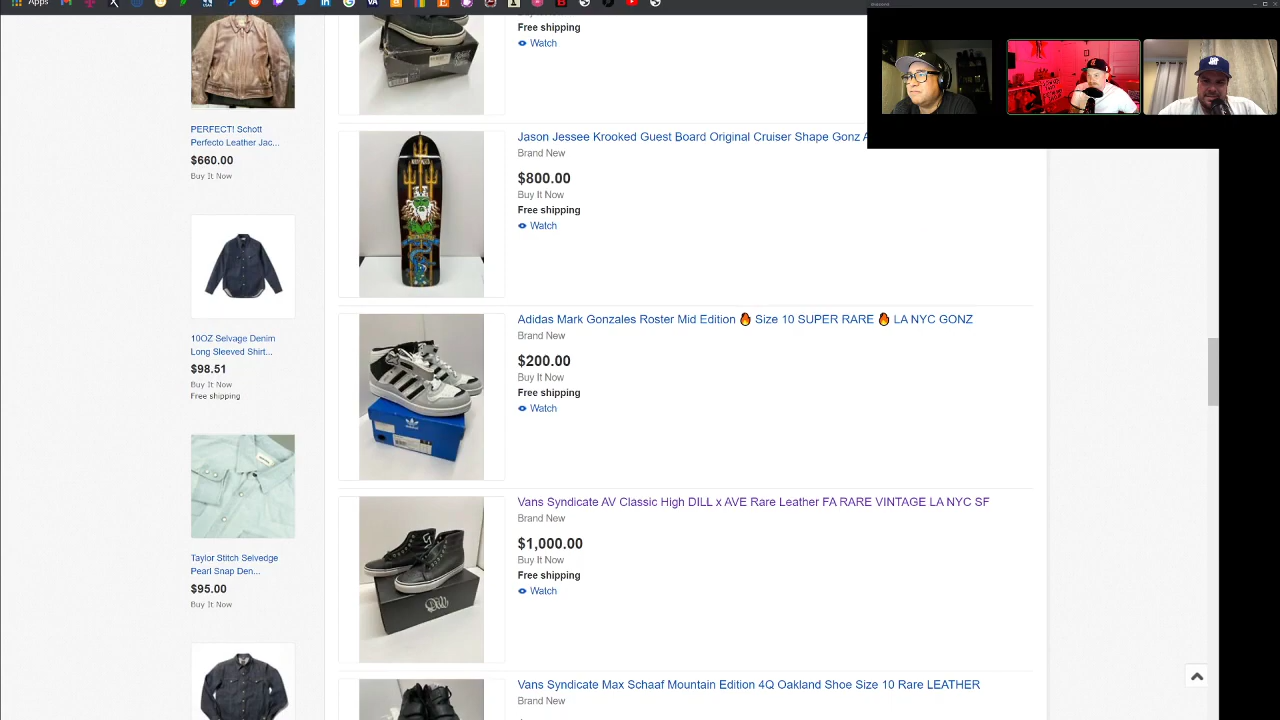 Apps
Free shipping
Watch
PERFECT! Schott
Perfecto Leather Jac...
$660.00
Buy It Now
Jason Jessee Krooked Guest Board Original Cruiser Shape Gonz
Brand New
$800.00
Buy It Now
Free shipping
Watch
10OZ Selvage Denim
Long Sleeved Shirt...
$98.51
Buy It Now
Free shipping
Adidas Mark Gonzales Roster Mid Edition 🔥 Size 10 SUPER RARE 🔥 LA NYC GONZ
Brand New
$200.00
Buy It Now
Free shipping
Watch
Taylor Stitch Selvedge
Pearl Snap Den...
$95.00
Buy It Now
Vans Syndicate AV Classic High DILL x AVE Rare Leather FA RARE VINTAGE LA NYC SF
Brand New
$1,000.00
Buy It Now
Free shipping
Watch
Dill
Vans Syndicate Max Schaaf Mountain Edition 4Q Oakland Shoe Size 10 Rare LEATHER
Brand New